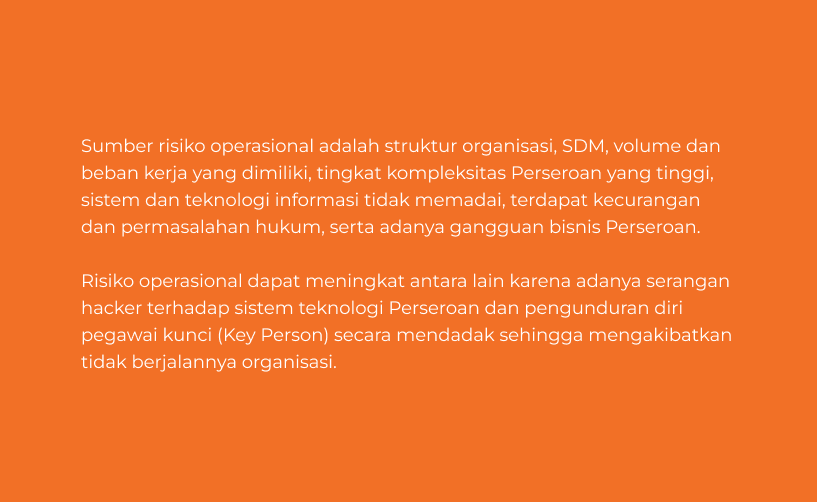 Sumber risiko operasional adalah struktur organisasi, SDM, volume dan
beban kerja yang dimiliki, tingkat kompleksitas Perseroan yang tinggi,
sistem dan teknologi informasi tidak memadai, terdapat kecurangan
dan permasalahan hukum, serta adanya gangguan bisnis Perseroan.
Risiko operasional dapat meningkat antara lain karena adanya serangan
hacker terhadap sistem teknologi Perseroan dan pengunduran diri
pegawai kunci (Key Person) secara mendadak sehingga mengakibatkan
tidak berjalannya organisasi.